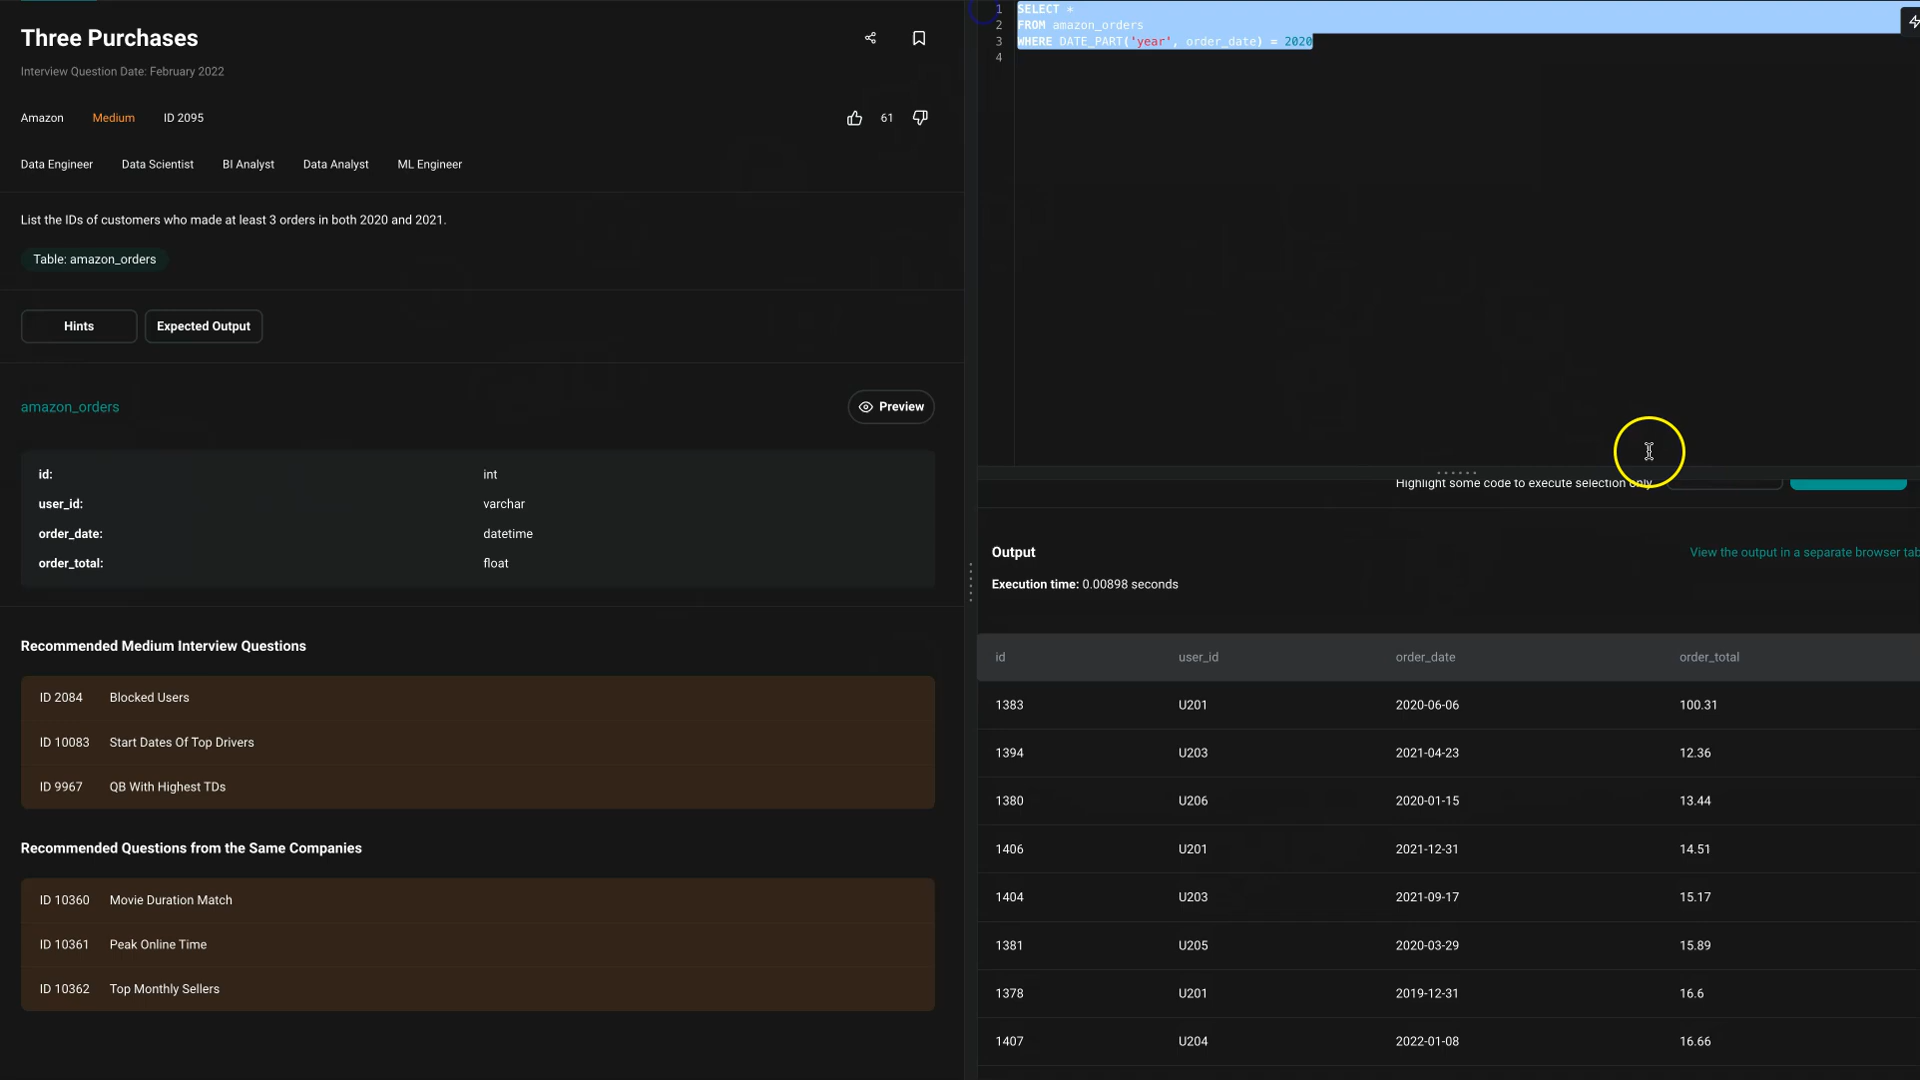 Three Purchases
Interview Question Date: February 2022
Amazon Medium ID 2095
61
Data Engineer Data Scientist BI Analyst Data Analyst ML Engineer
List the IDs of customers who made at least 3 orders in both 2020 and 2021.
Table: amazon_orders
Hints Expected Output
amazon_orders
Preview
id: int
user_id: varchar
order_date: datetime
order_total: float
Recommended Medium Interview Questions
ID 2084 Blocked Users
ID 10083 Start Dates Of Top Drivers
ID 9967 QB With Highest TDs
Recommended Questions from the Same Companies
ID 10360 Movie Duration Match
ID 10361 Peak Online Time
ID 10362 Top Monthly Sellers
1 SELECT *
2 FROM amazon_orders
3 WHERE DATE_PART('year', order_date) = 2020
4
Highlight some code to execute selection only
Output
View the output in a separate browser tab
Execution time: 0.00898 seconds
id user_id order_date order_total
1383 U201 2020-06-06 100.31
1394 U203 2021-04-23 12.36
1380 U206 2020-01-15 13.44
1406 U201 2021-12-31 14.51
1404 U203 2021-09-17 15.17
1381 U205 2020-03-29 15.89
1378 U201 2019-12-31 16.6
1407 U204 2022-01-08 16.66